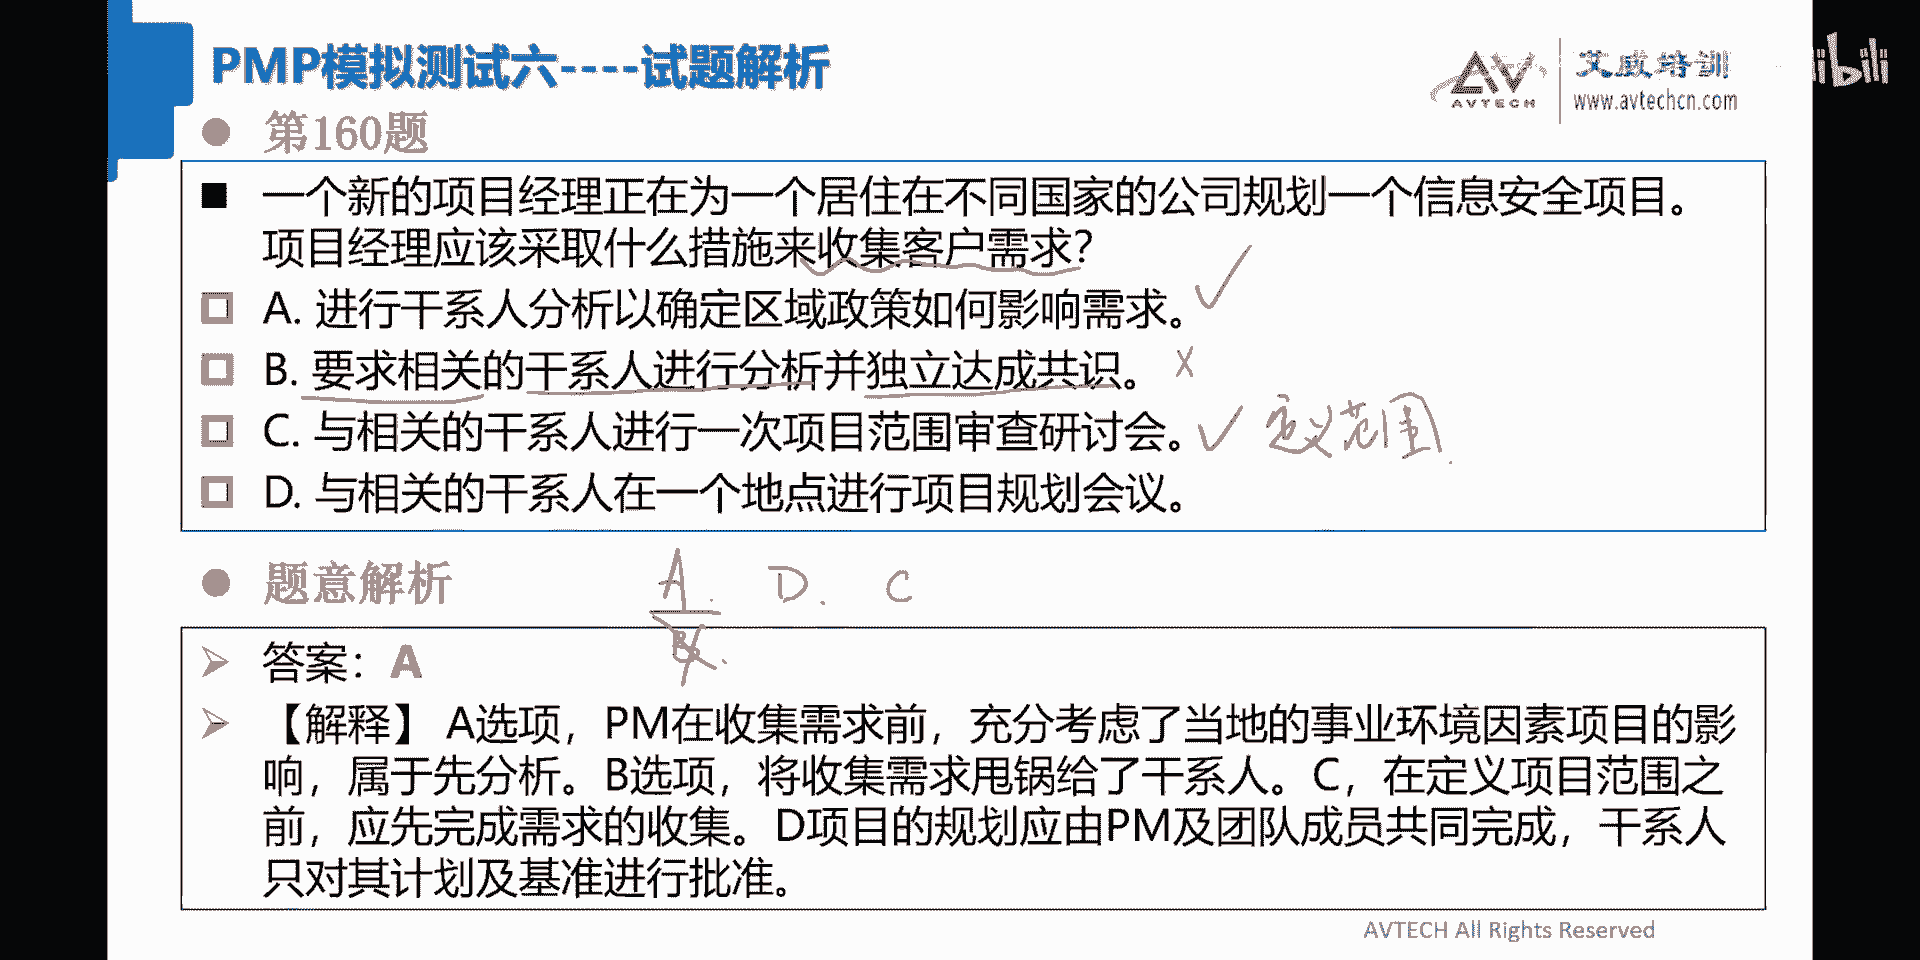 PMP模拟测试六----试题解析
AVTECH
艾威培训
www.avtechcn.com
bili
第160题
一个新的项目经理正在为一个居住在不同国家的公司规划一个信息安全项目。
项目经理应该采取什么措施来收集客户需求？
A. 进行干系人分析以确定区域政策如何影响需求。
B. 要求相关的干系人进行分析并独立达成共识。
C. 与相关的干系人进行一次项目范围审查研讨会。 定义范围
D. 与相关的干系人在一个地点进行项目规划会议。
题意解析
A. D. C
B.
答案：A
【解释】 A选项，PM在收集需求前，充分考虑了当地的事业环境因素项目的影
响，属于先分析。B选项，将收集需求甩锅给了干系人。C，在定义项目范围之
前，应先完成需求的收集。D项目的规划应由PM及团队成员共同完成，干系人
只对其计划及基准进行批准。
AVTECH All Rights Reserved